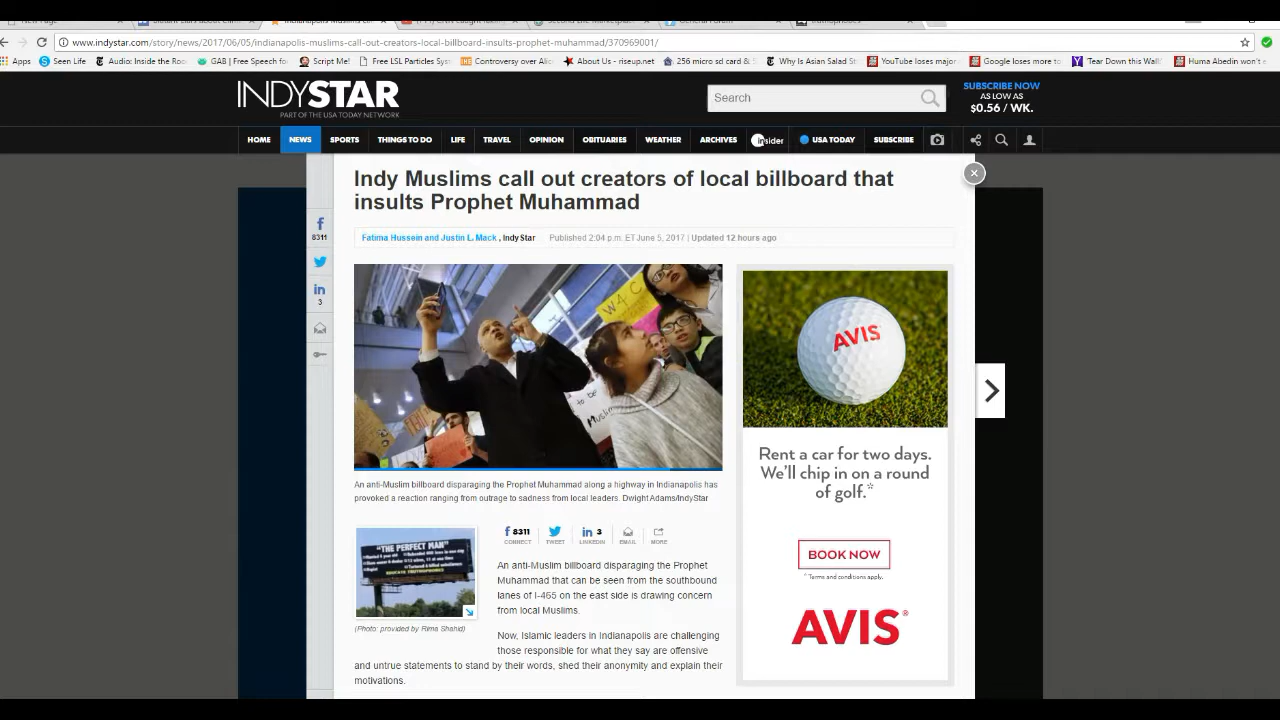 www.indystar.com/story/news/2017/06/05/indianapolis-muslims-call-out-creators-local-billboard-insults-prophet-muhammad/370969001/
Apps Seen Life Audio: Inside the Roo GAB | Free Speech fo Script Me! Free LSL Particles Sys Controversy over Alic About Us - riseup.net 256 micro sd card & S Why Is Asian Salad St YouTube loses major Google loses more to Tear Down this Wall! Huma Abedin won't e
INDYSTAR
PART OF THE USA TODAY NETWORK
Search
SUBSCRIBE NOW
AS LOW AS
$0.56 / WK.
HOME NEWS SPORTS THINGS TO DO LIFE TRAVEL OPINION OBITUARIES WEATHER ARCHIVES insider USA TODAY SUBSCRIBE
Indy Muslims call out creators of local billboard that
insults Prophet Muhammad
8311
3
Fatima Hussein and Justin L. Mack , IndyStar Published 2:04 p.m. ET June 5, 2017 | Updated 12 hours ago
W4C
to be
Muslim
An anti-Muslim billboard disparaging the Prophet Muhammad along a highway in Indianapolis has
provoked a reaction ranging from outrage to sadness from local leaders. Dwight Adams/IndyStar
"THE PERFECT MAN"
(Photo: provided by Rima Shahid)
8311 3
CONNECT TWEET LINKEDIN EMAIL MORE
An anti-Muslim billboard disparaging the Prophet
Muhammad that can be seen from the southbound
lanes of I-465 on the east side is drawing concern
from local Muslims.
Now, Islamic leaders in Indianapolis are challenging
those responsible for what they say are offensive
and untrue statements to stand by their words, shed their anonymity and explain their
motivations.
AVIS
Rent a car for two days.
We'll chip in on a round
of golf.*
BOOK NOW
* Terms and conditions apply.
AVIS®